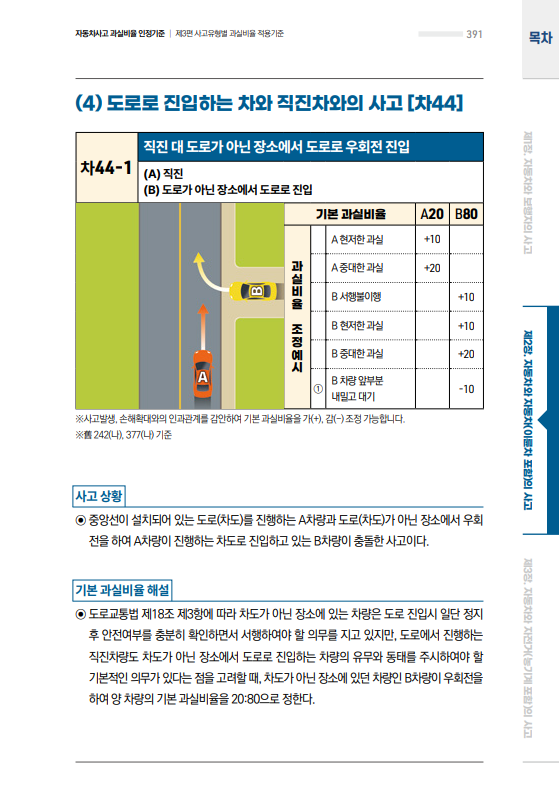 자동차사고 과실비율 인정기준 | 제3편 사고유형별 과실비율 적용기준
391
목차
(4) 도로로 진입하는 차와 직진차와의 사고 [차44]
차44-1
직진 대 도로가 아닌 장소에서 도로로 우회전 진입
(A) 직진
(B) 도로가 아닌 장소에서 도로로 진입
기본 과실비율 A20 B80
과실비율 조정예시
A 현저한 과실 +10
A 중대한 과실 +20
B 서행불이행 +10
B 현저한 과실 +10
B 중대한 과실 +20
① B 차량 앞부분
내밀고 대기 -10
B
A
※사고발생, 손해확대와의 인과관계를 감안하여 기본 과실비율을 가(+), 감(-) 조정 가능합니다.
※舊 242(나), 377(나) 기준
사고 상황
◉ 중앙선이 설치되어 있는 도로(차도)를 진행하는 A차량과 도로(차도)가 아닌 장소에서 우회
전을 하여 A차량이 진행하는 차도로 진입하고 있는 B차량이 충돌한 사고이다.
기본 과실비율 해설
◉ 도로교통법 제18조 제3항에 따라 차도가 아닌 장소에 있는 차량은 도로 진입시 일단 정지
후 안전여부를 충분히 확인하면서 서행하여야 할 의무를 지고 있지만, 도로에서 진행하는
직진차량도 차도가 아닌 장소에서 도로로 진입하는 차량의 유무와 동태를 주시하여야 할
기본적인 의무가 있다는 점을 고려할 때, 차도가 아닌 장소에 있던 차량인 B차량이 우회전을
하여 양 차량의 기본 과실비율을 20:80으로 정한다.
제1장. 자동차와 보행자의 사고
제2장. 자동차와 자동차(이륜차 포함)의 사고
제3장. 자동차와 자전거(농기계 포함)의 사고